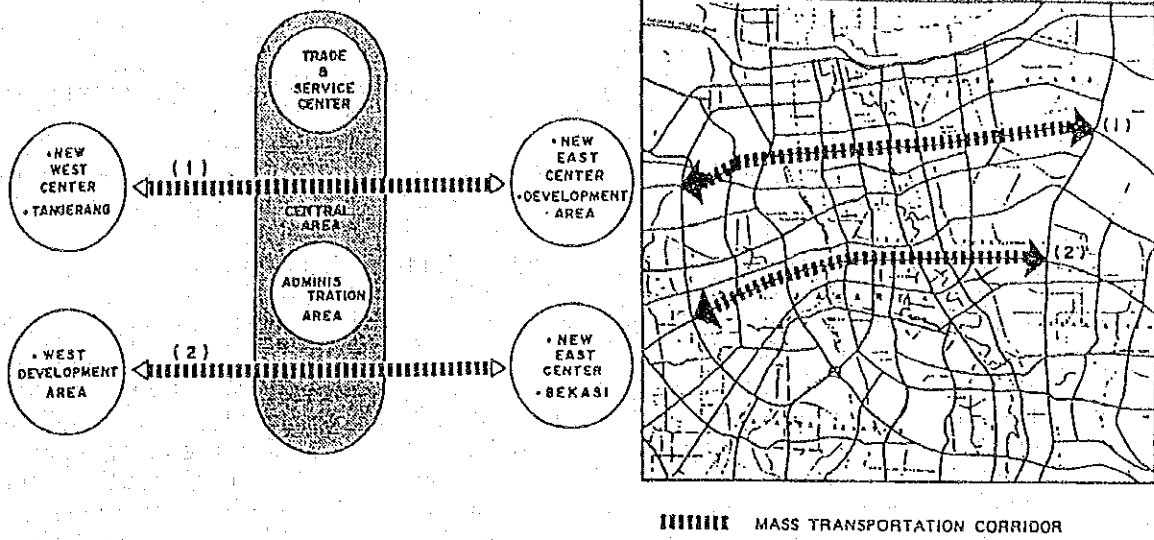 TRADE
&
SERVICE
CENTER
• NEW
WEST
CENTER
• TANGERANG
(1)
• NEW
EAST
CENTER
• DEVELOPMENT
AREA
CENTRAL
AREA
ADMINIS
TRATION
AREA
• WEST
DEVELOPMENT
AREA
(2)
• NEW
EAST
CENTER
• BEKASI
(1)
(2)
MASS TRANSPORTATION CORRIDOR